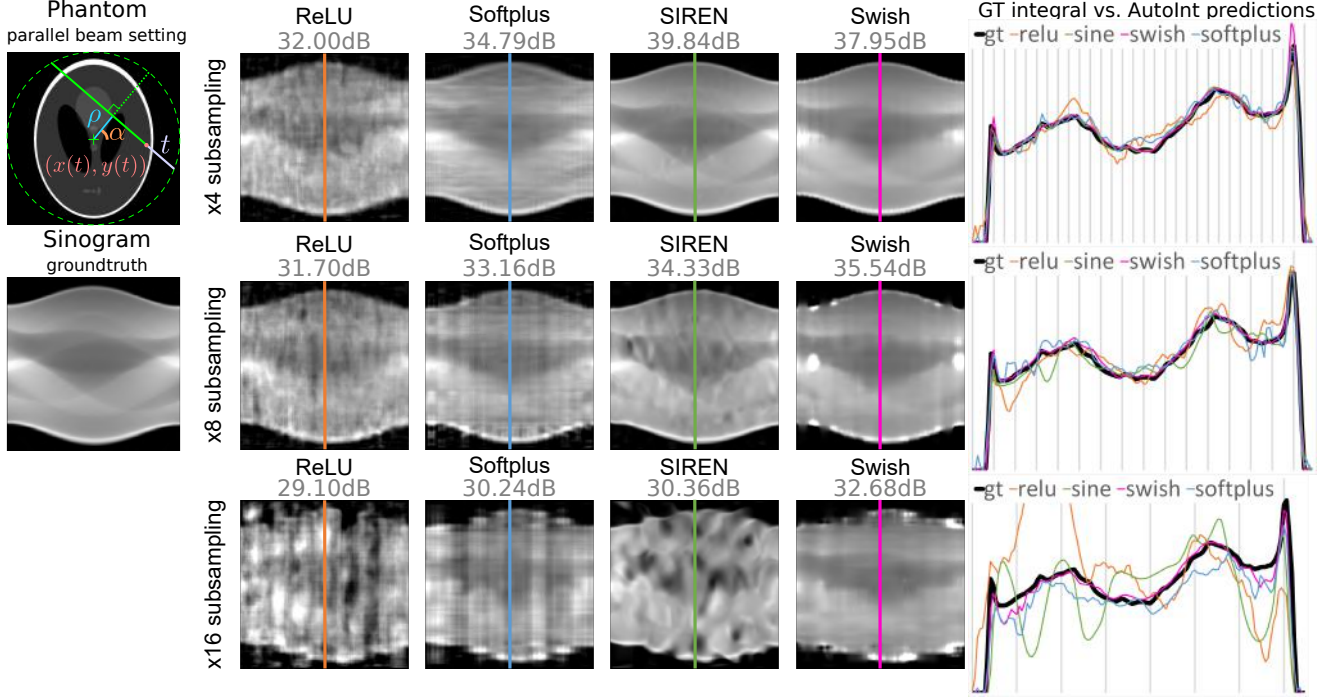 Phantom
parallel beam setting
ρ
α
t
(x(t), y(t))
Sinogram
groundtruth
x4 subsampling
ReLU
32.00dB
Softplus
34.79dB
SIREN
39.84dB
Swish
37.95dB
GT integral vs. AutoInt predictions
gt relu sine swish softplus
x8 subsampling
ReLU
31.70dB
Softplus
33.16dB
SIREN
34.33dB
Swish
35.54dB
gt relu sine swish softplus
x16 subsampling
ReLU
29.10dB
Softplus
30.24dB
SIREN
30.36dB
Swish
32.68dB
gt relu sine swish softplus